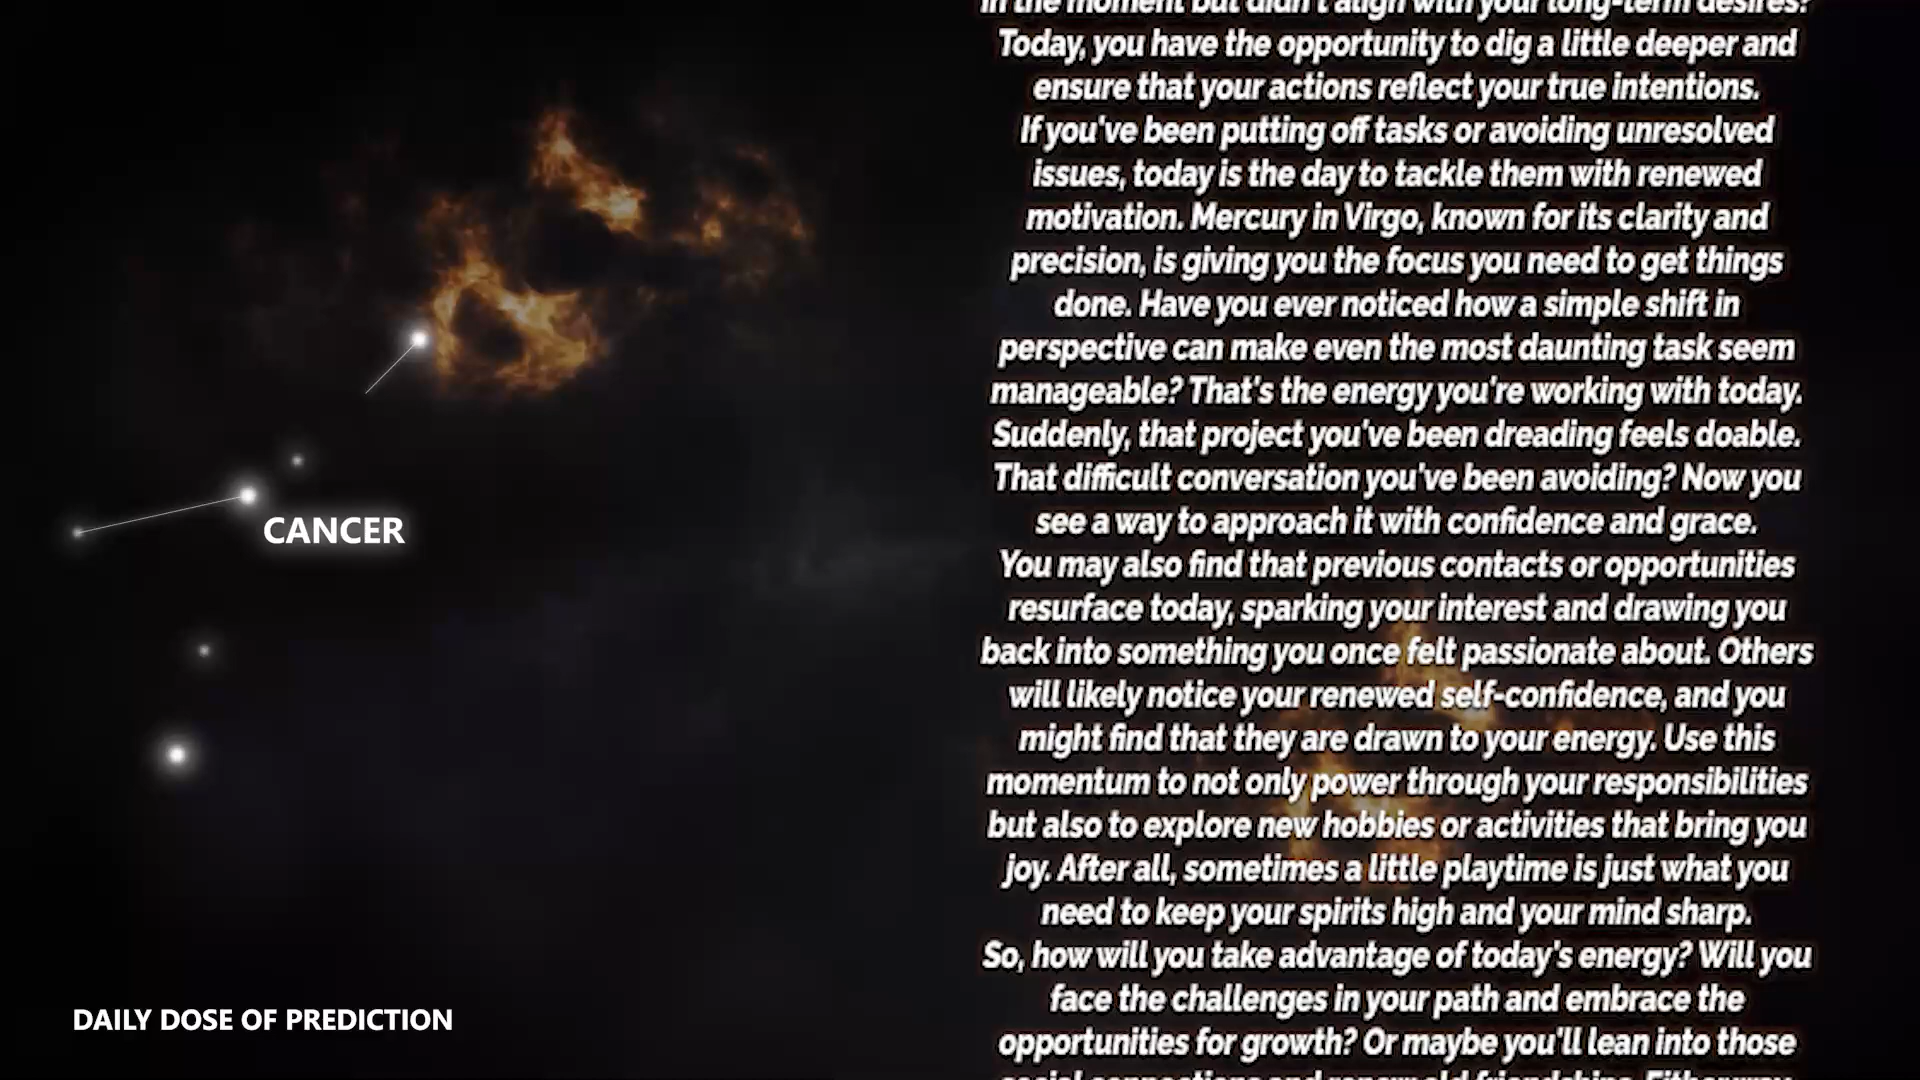 in the moment but didn't align with your long-term desires?
Today, you have the opportunity to dig a little deeper and
ensure that your actions reflect your true intentions.
If you've been putting off tasks or avoiding unresolved
issues, today is the day to tackle them with renewed
motivation. Mercury in Virgo, known for its clarity and
precision, is giving you the focus you need to get things
done. Have you ever noticed how a simple shift in
perspective can make even the most daunting task seem
manageable? That's the energy you're working with today.
Suddenly, that project you've been dreading feels doable.
That difficult conversation you've been avoiding? Now you
see a way to approach it with confidence and grace.
You may also find that previous contacts or opportunities
resurface today, sparking your interest and drawing you
back into something you once felt passionate about. Others
will likely notice your renewed self-confidence, and you
might find that they are drawn to your energy. Use this
momentum to not only power through your responsibilities
but also to explore new hobbies or activities that bring you
joy. After all, sometimes a little playtime is just what you
need to keep your spirits high and your mind sharp.
So, how will you take advantage of today's energy? Will you
face the challenges in your path and embrace the
opportunities for growth? Or maybe you'll lean into those
CANCER
DAILY DOSE OF PREDICTION